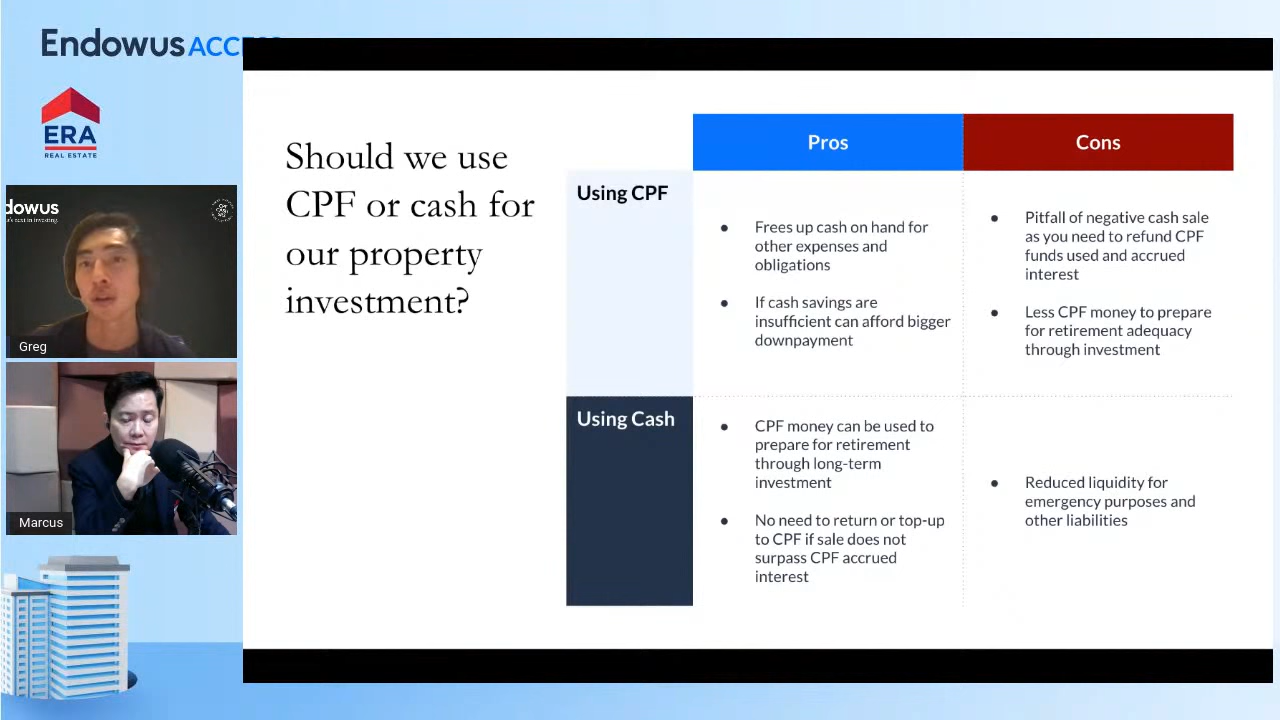 Endowus ACCE
ERA
REAL ESTATE
dowus
Greg
Marcus
Should we use
CPF or cash for
our property
investment?
Pros
Cons
Using CPF
● Frees up cash on hand for
other expenses and
obligations
● If cash savings are
insufficient can afford bigger
downpayment
● Pitfall of negative cash sale
as you need to refund CPF
funds used and accrued
interest
● Less CPF money to prepare
for retirement adequacy
through investment
Using Cash
● CPF money can be used to
prepare for retirement
through long-term
investment
● No need to return or top-up
to CPF if sale does not
surpass CPF accrued
interest
● Reduced liquidity for
emergency purposes and
other liabilities